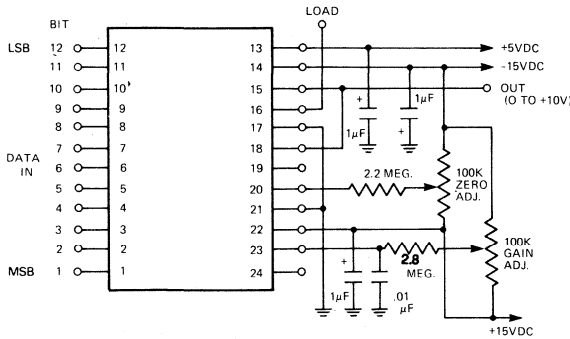 LOAD
BIT
LSB 12 12 13 +5VDC
11 11 14 -15VDC
10 10 15 OUT
(O TO +10V)
9 9 16 1µF 1µF
8 8 17
7 7 18
DATA
IN
6 6 19
5 5 20 2.2 MEG. 100K
ZERO
ADJ.
4 4 21
3 3 22
2 2 23 2.8
MEG.
100K
GAIN
ADJ.
MSB 1 1 24
1µF .01
µF
+15VDC